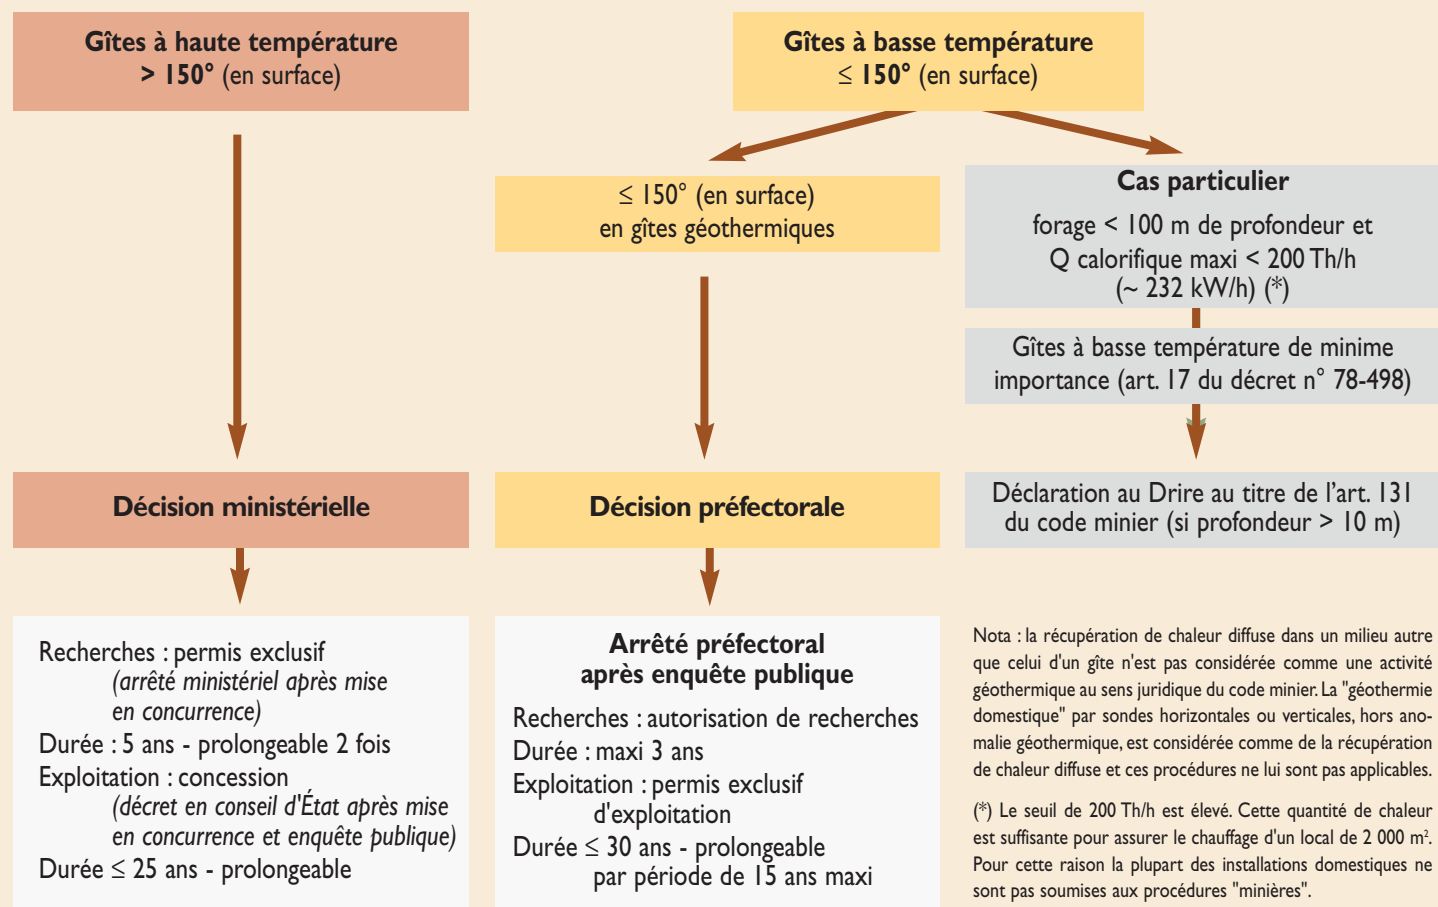 Gîtes à haute température
> 150° (en surface)
Gîtes à basse température
≤ 150° (en surface)
≤ 150° (en surface)
en gîtes géothermiques
Cas particulier
forage < 100 m de profondeur et
Q calorifique maxi < 200 Th/h
(~ 232 kW/h) (*)
Gîtes à basse température de minime
importance (art. 17 du décret n° 78-498)
Décision ministérielle
Décision préfectorale
Déclaration au Drire au titre de l'art. 131
du code minier (si profondeur > 10 m)
Recherches : permis exclusif
(arrêté ministériel après mise
en concurrence)
Durée : 5 ans - prolongeable 2 fois
Exploitation : concession
(décret en conseil d'État après mise
en concurrence et enquête publique)
Durée ≤ 25 ans - prolongeable
Arrêté préfectoral
après enquête publique
Recherches : autorisation de recherches
Durée : maxi 3 ans
Exploitation : permis exclusif
d'exploitation
Durée ≤ 30 ans - prolongeable
par période de 15 ans maxi
Nota : la récupération de chaleur diffuse dans un milieu autre
que celui d'un gîte n'est pas considérée comme une activité
géothermique au sens juridique du code minier. La "géothermie
domestique" par sondes horizontales ou verticales, hors ano-
malie géothermique, est considérée comme de la récupération
de chaleur diffuse et ces procédures ne lui sont pas applicables.
(*) Le seuil de 200 Th/h est élevé. Cette quantité de chaleur
est suffisante pour assurer le chauffage d'un local de 2 000 m².
Pour cette raison la plupart des installations domestiques ne
sont pas soumises aux procédures "minières".